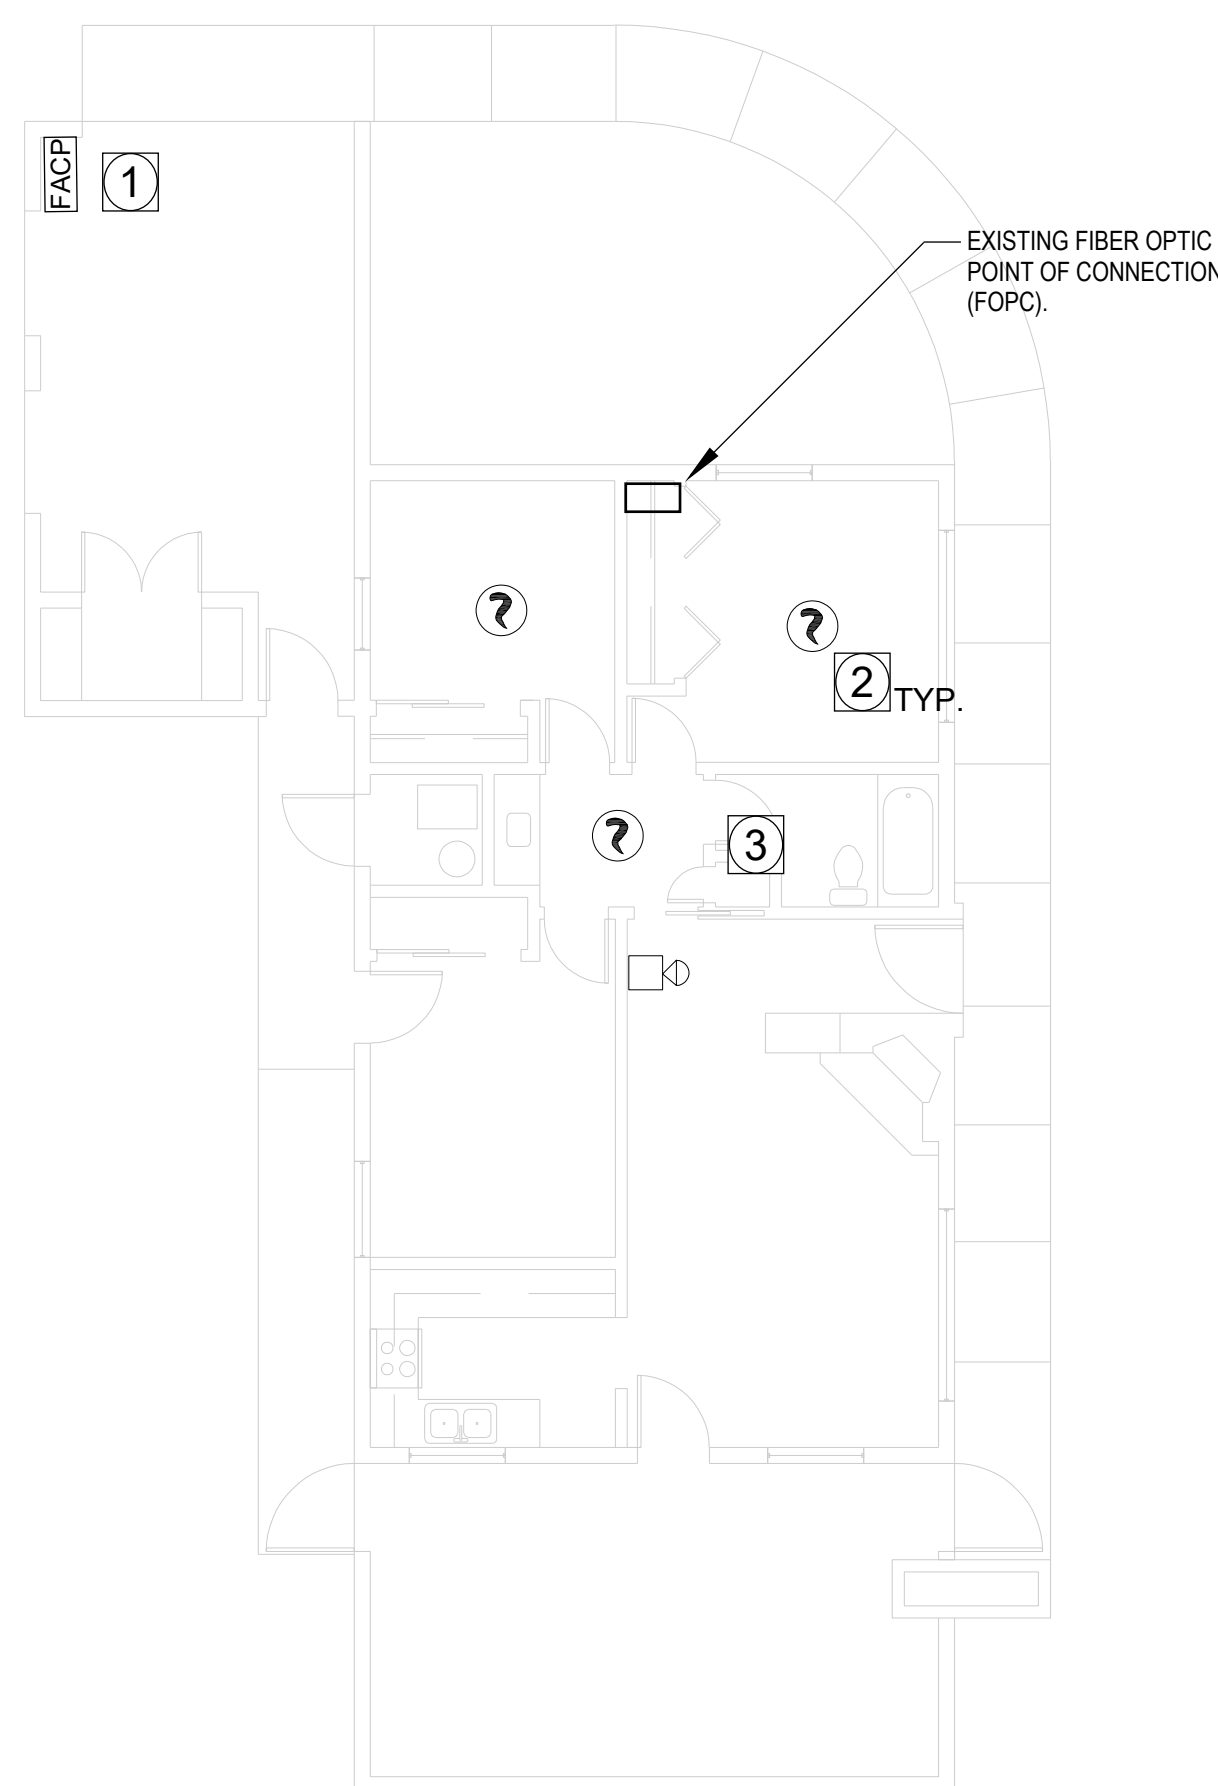 FACP
1
EXISTING FIBER OPTIC
POINT OF CONNECTION
(FOPC).
2
TYP.
3